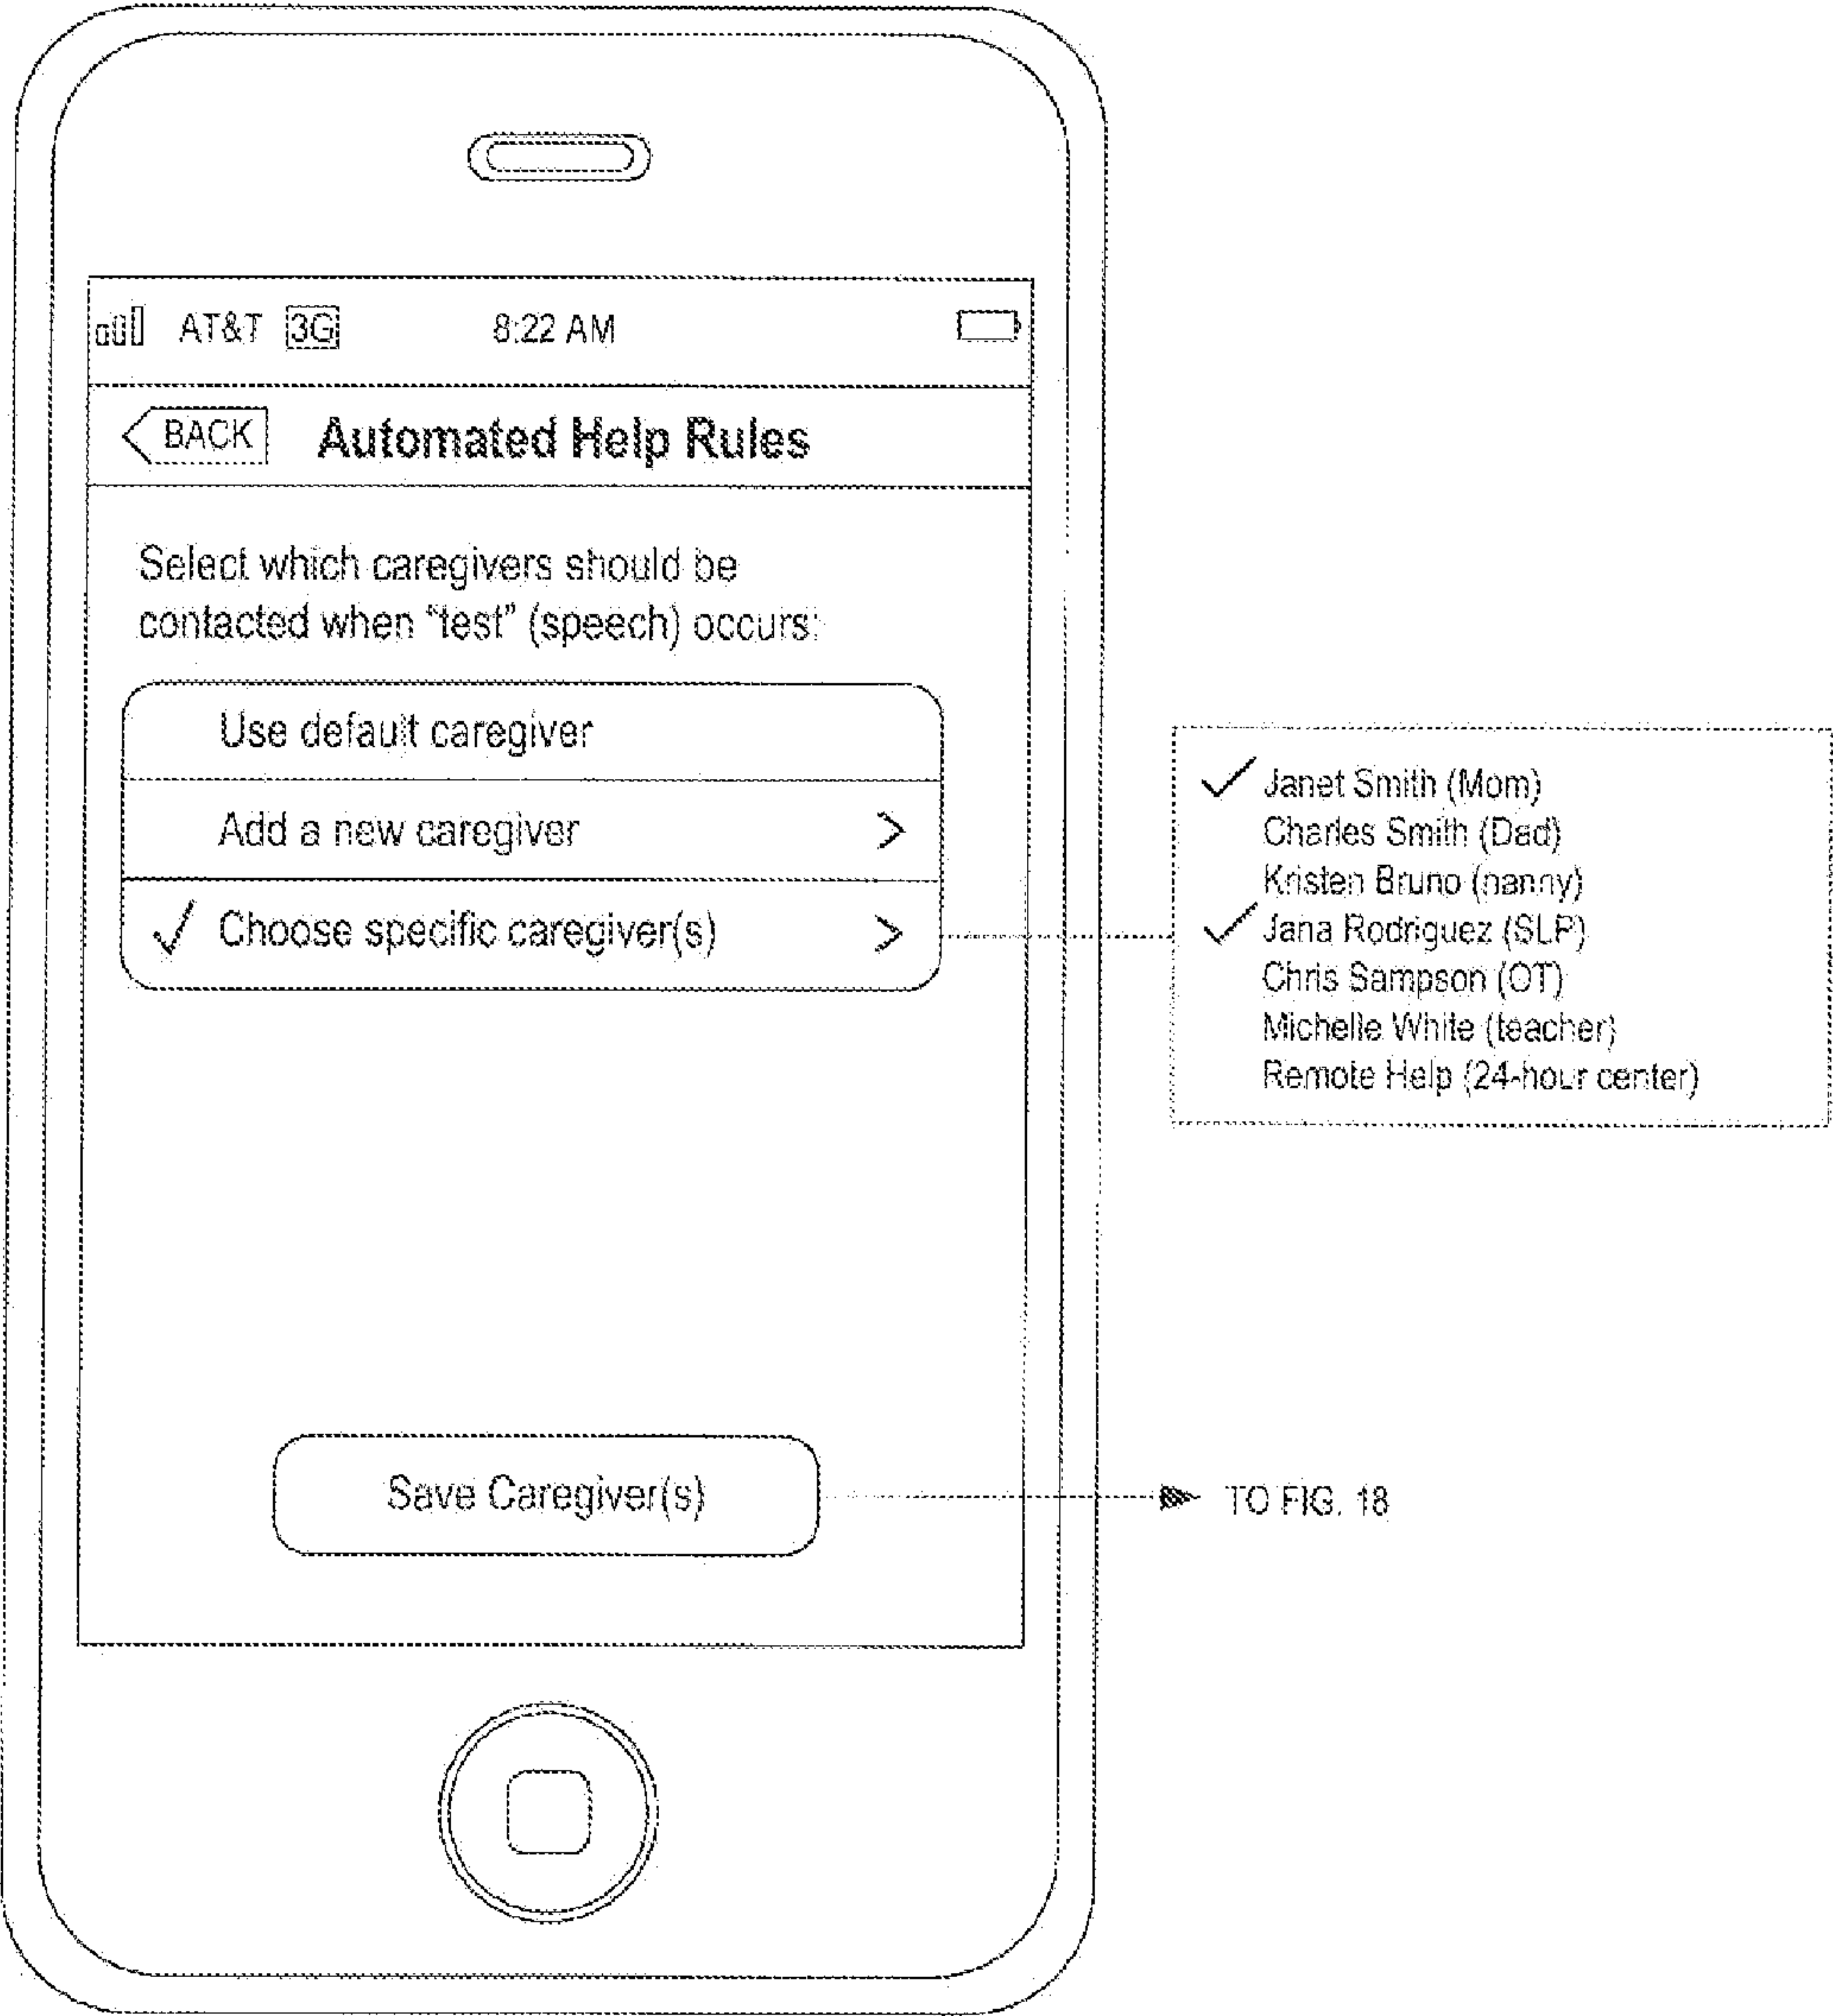 AT&T 3G 8:22 AM
BACK Automated Help Rules
Select which caregivers should be
contacted when “test” (speech) occurs:
Use default caregiver
Add a new caregiver >
✓ Choose specific caregiver(s) >
✓ Janet Smith (Mom)
Charles Smith (Dad)
Kristen Bruno (nanny)
✓ Jana Rodriguez (SLP)
Chris Sampson (OT)
Michelle White (teacher)
Remote Help (24-hour center)
Save Caregiver(s)
TO FIG. 18